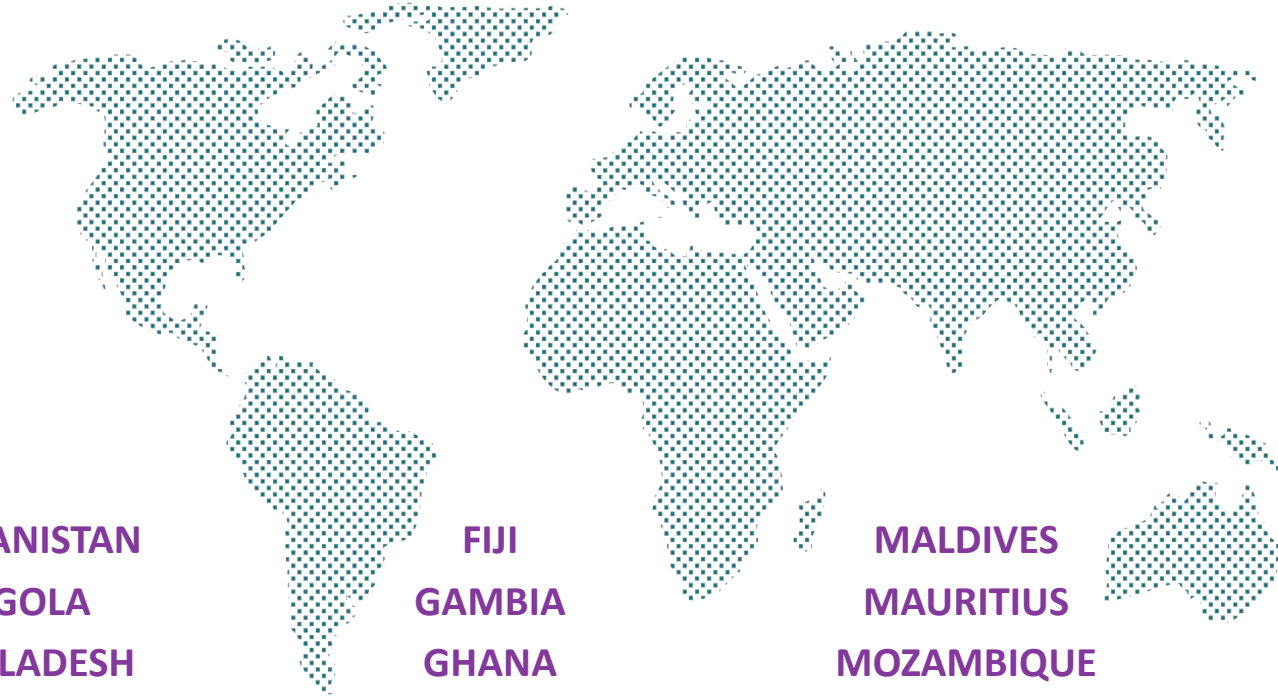 ANISTAN
GOLA
LADESH
FIJI
GAMBIA
GHANA
MALDIVES
MAURITIUS
MOZAMBIQUE